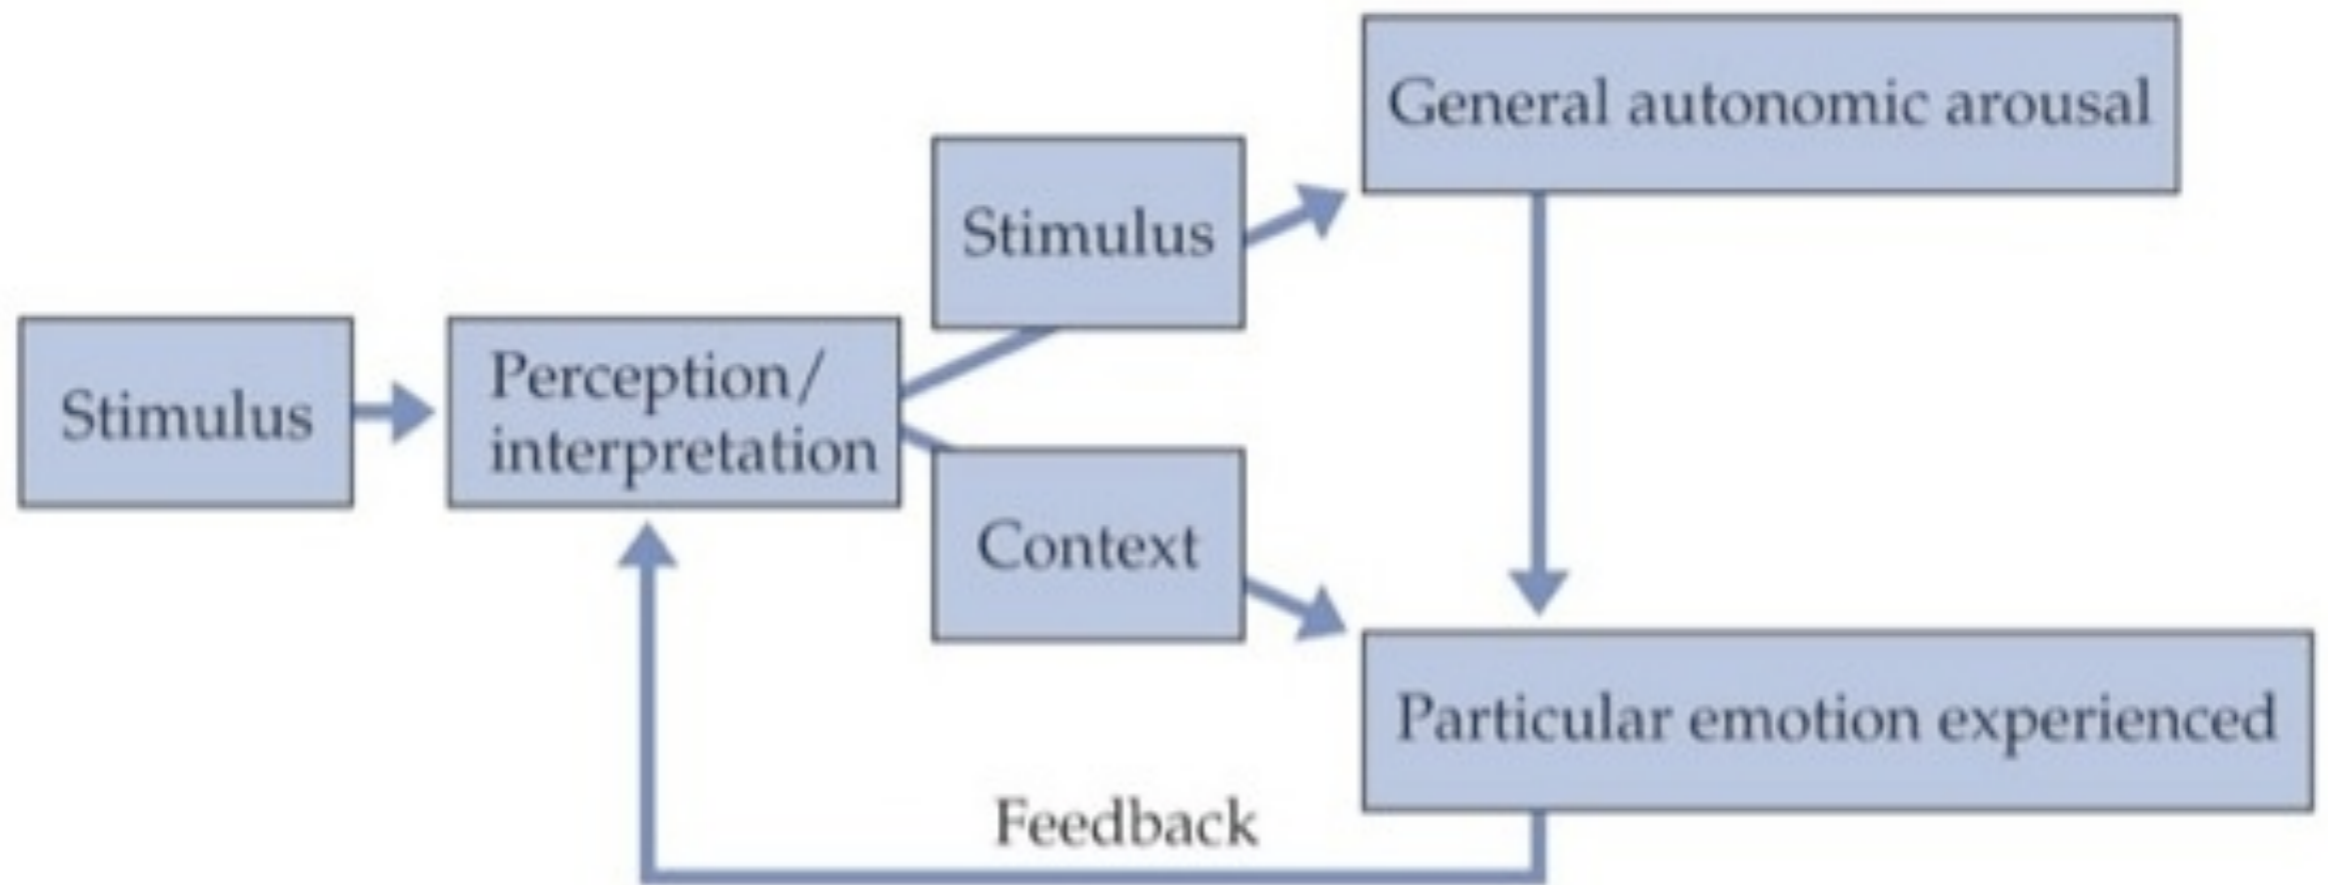 General autonomic arousal
Stimulus
Stimulus
Perception/
interpretation
Context
Particular emotion experienced
Feedback